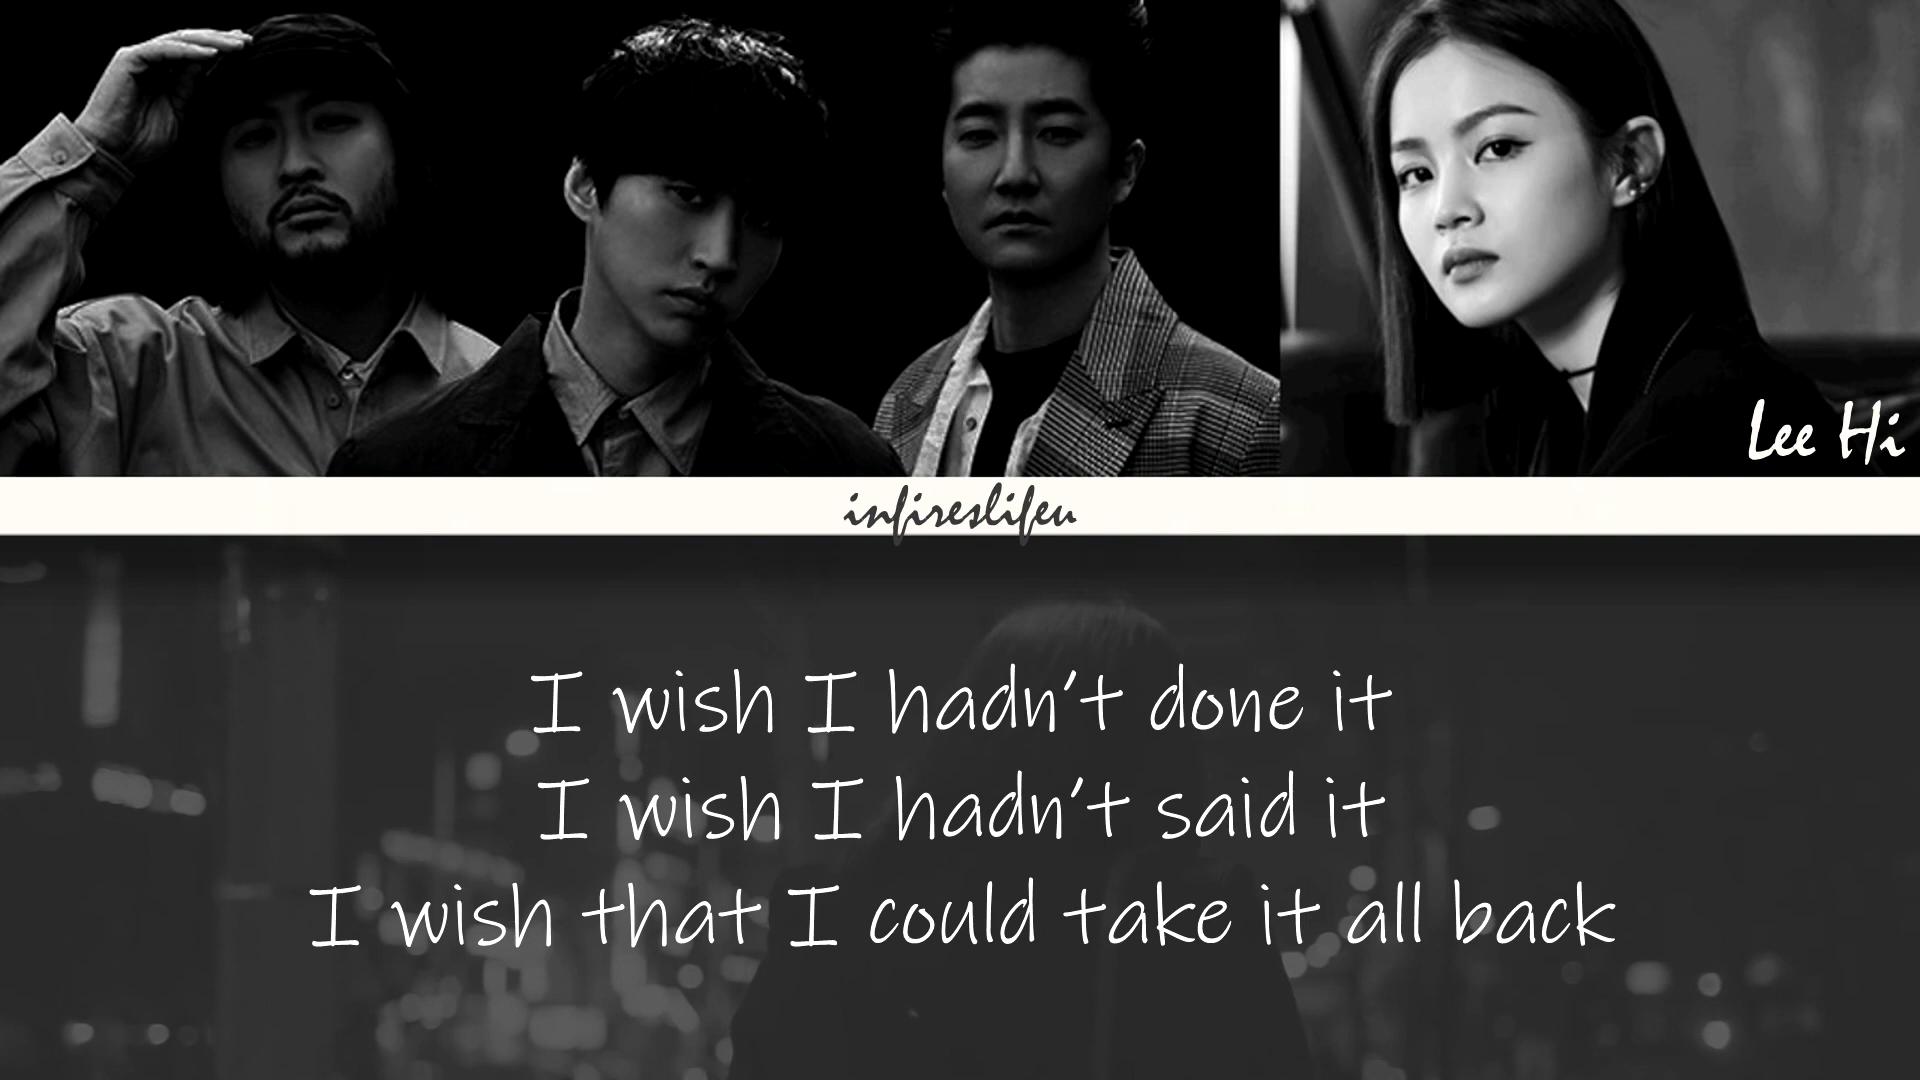 Lee Hi
infireslifeu
I wish I hadn't done it
I wish I hadn't said it
I wish that I could take it all back